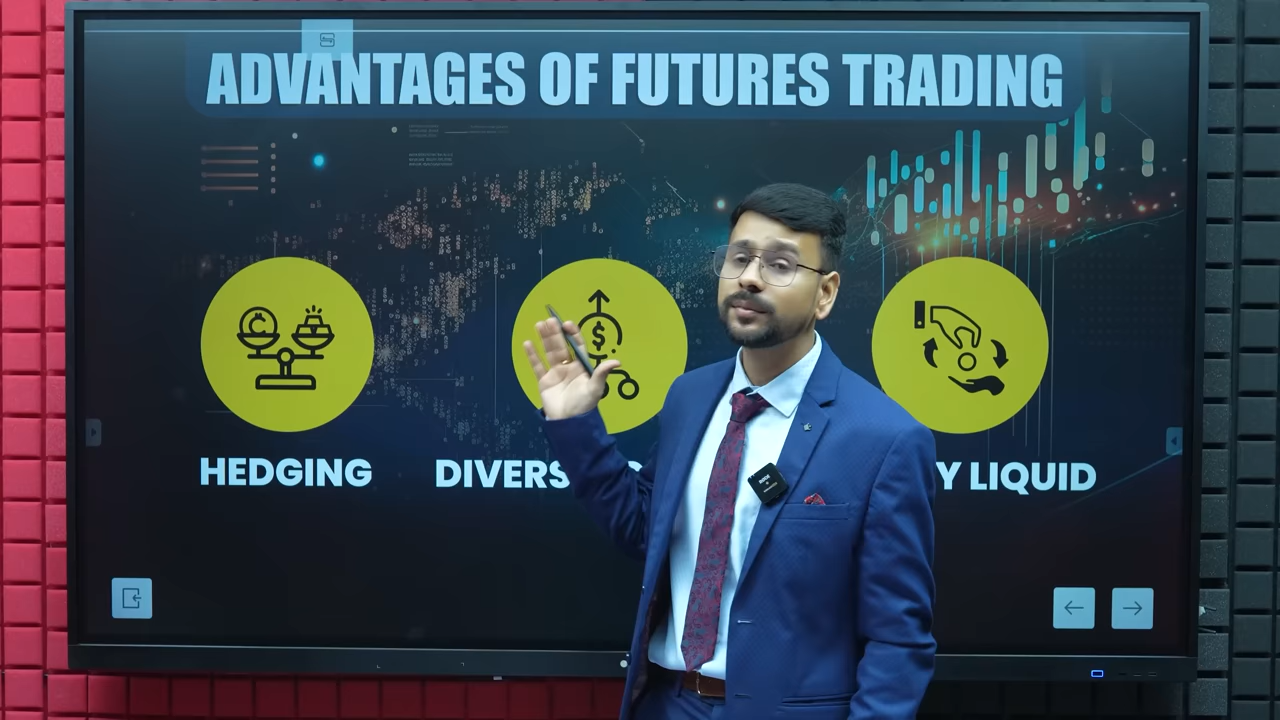 ADVANTAGES OF FUTURES TRADING
HEDGING
DIVERS
Y LIQUID